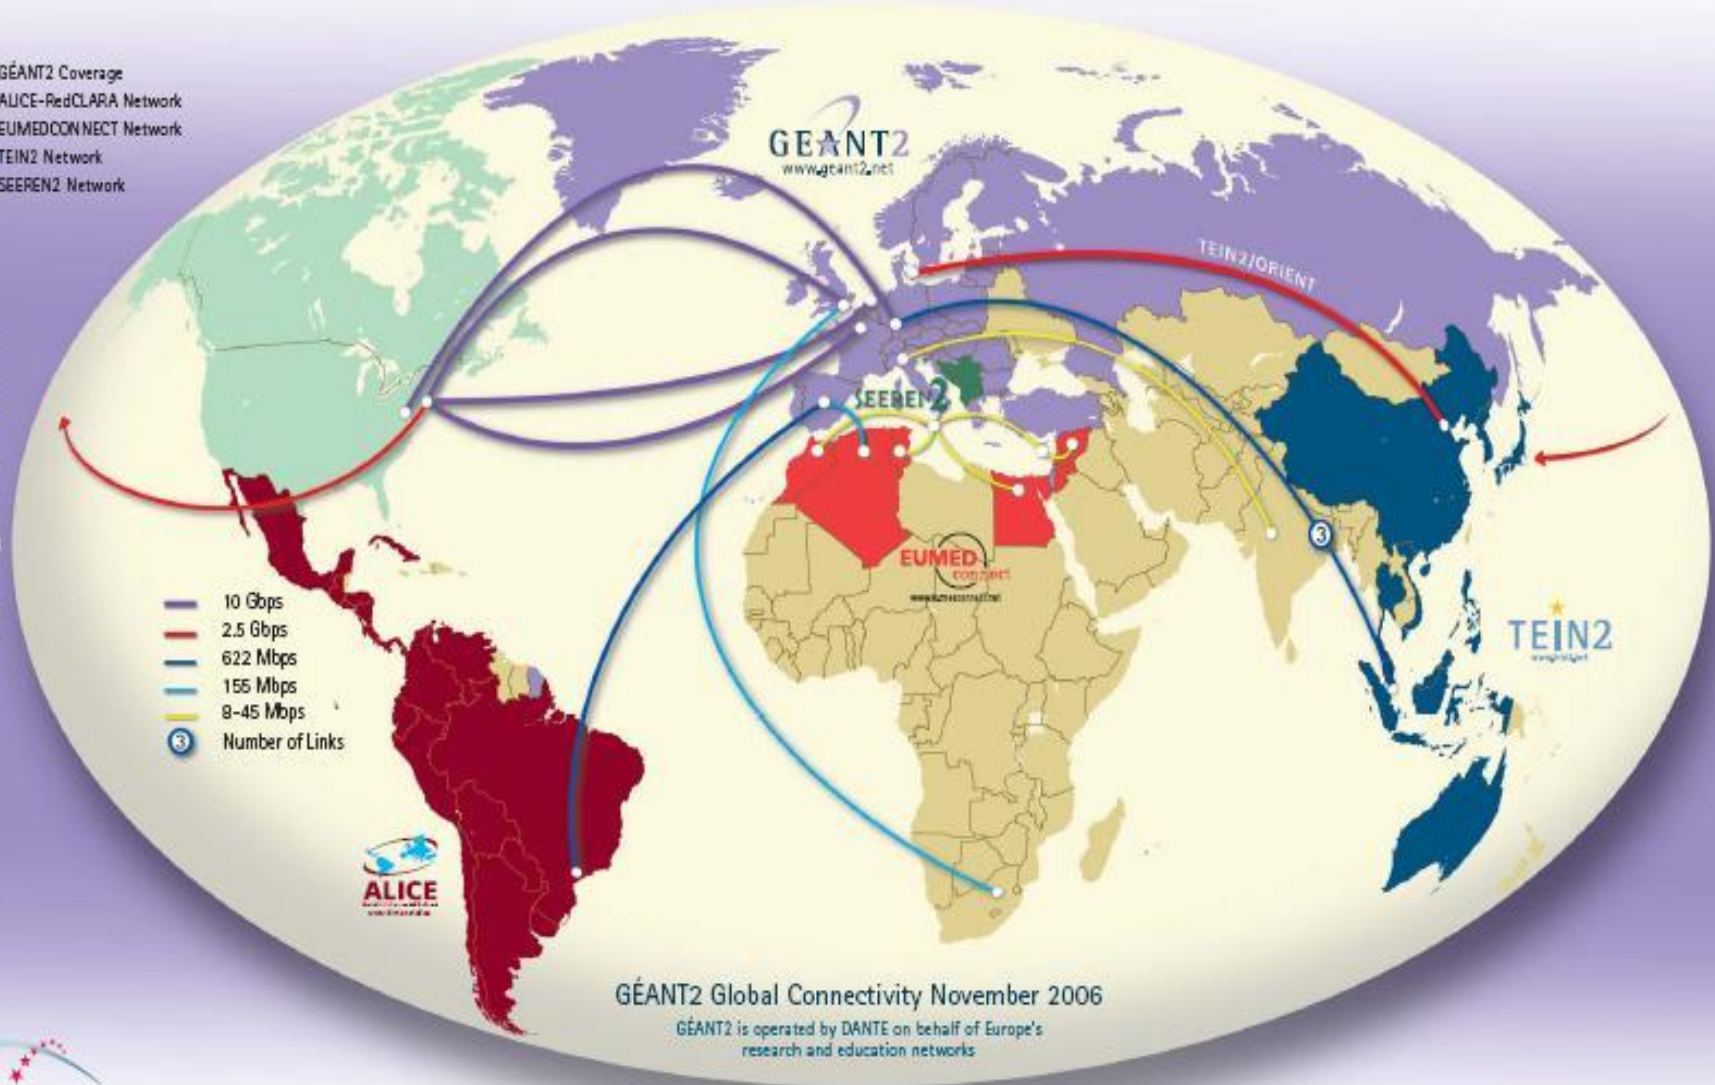 GÉANT2 Coverage
ALICE-RedCLARA Network
EUMEDCONNECT Network
TEIN2 Network
SEEREN2 Network
GEANT2
www.geant2.net
TEIN2/ORIENT
SEEREN2
EUMED
connect
3
TEIN2
10 Gbps
2.5 Gbps
622 Mbps
155 Mbps
8-45 Mbps
3 Number of Links
ALICE
GÉANT2 Global Connectivity November 2006
GÉANT2 is operated by DANTE on behalf of Europe's
research and education networks